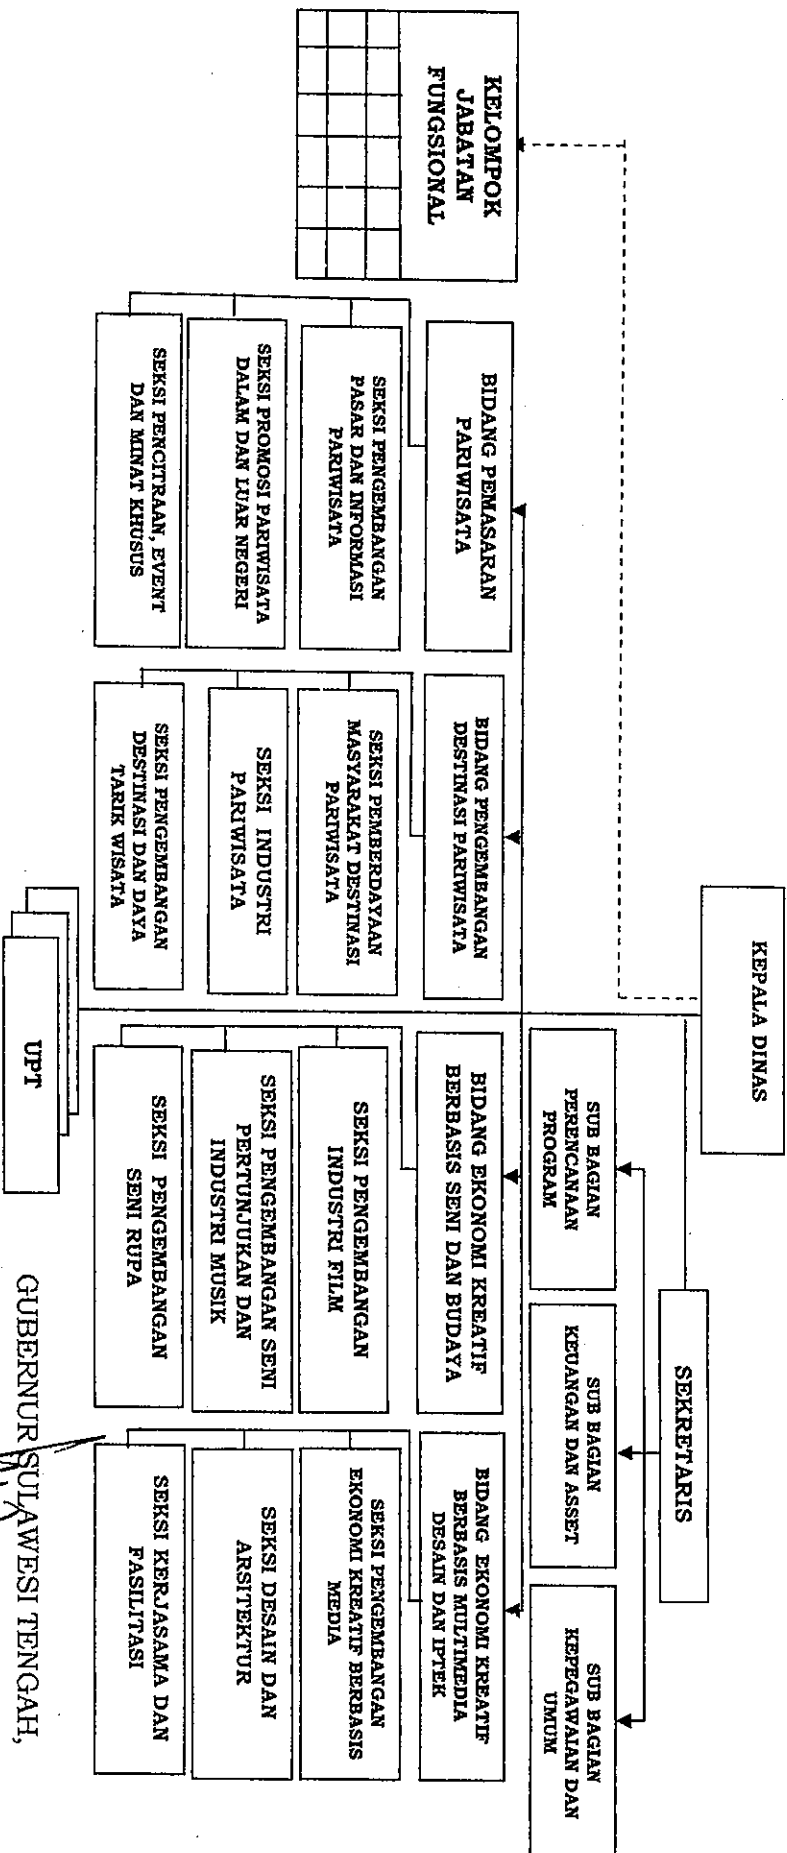 KEPALA DINAS
SEKRETARIS
SUB BAGIAN
PERENCANAAN
PROGRAM
SUB BAGIAN
KEUANGAN DAN ASSET
SUB BAGIAN
KEPEGAWAIAN DAN
UMUM
KELOMPOK
JABATAN
FUNGSIONAL
BIDANG PEMASARAN
PARIWISATA
SEKSI PENGEMBANGAN
PASAR DAN INFORMASI
PARIWISATA
SEKSI PROMOSI PARIWISATA
DALAM DAN LUAR NEGERI
SEKSI PENCITRAAN, EVENT
DAN MINAT KHUSUS
BIDANG PENGEMBANGAN
DESTINASI PARIWISATA
SEKSI PEMBERDAYAAN
MASYARAKAT DESTINASI
PARIWISATA
SEKSI INDUSTRI
PARIWISATA
SEKSI PENGEMBANGAN
DESTINASI DAN DAYA
TARIK WISATA
BIDANG EKONOMI KREATIF
BERBASIS SENI DAN BUDAYA
SEKSI PENGEMBANGAN
INDUSTRI FILM
SEKSI PENGEMBANGAN SENI
PERTUNJUKAN DAN
INDUSTRI MUSIK
SEKSI PENGEMBANGAN
SENI RUPA
BIDANG EKONOMI KREATIF
BERBASIS MULTIMEDIA
DESAIN DAN IPTEK
SEKSI PENGEMBANGAN
EKONOMI KREATIF BERBASIS
MEDIA
SEKSI DESAIN DAN
ARSITEKTUR
SEKSI KERJASAMA DAN
FASILITASI
UPT
GUBERNUR SULAWESI TENGAH,